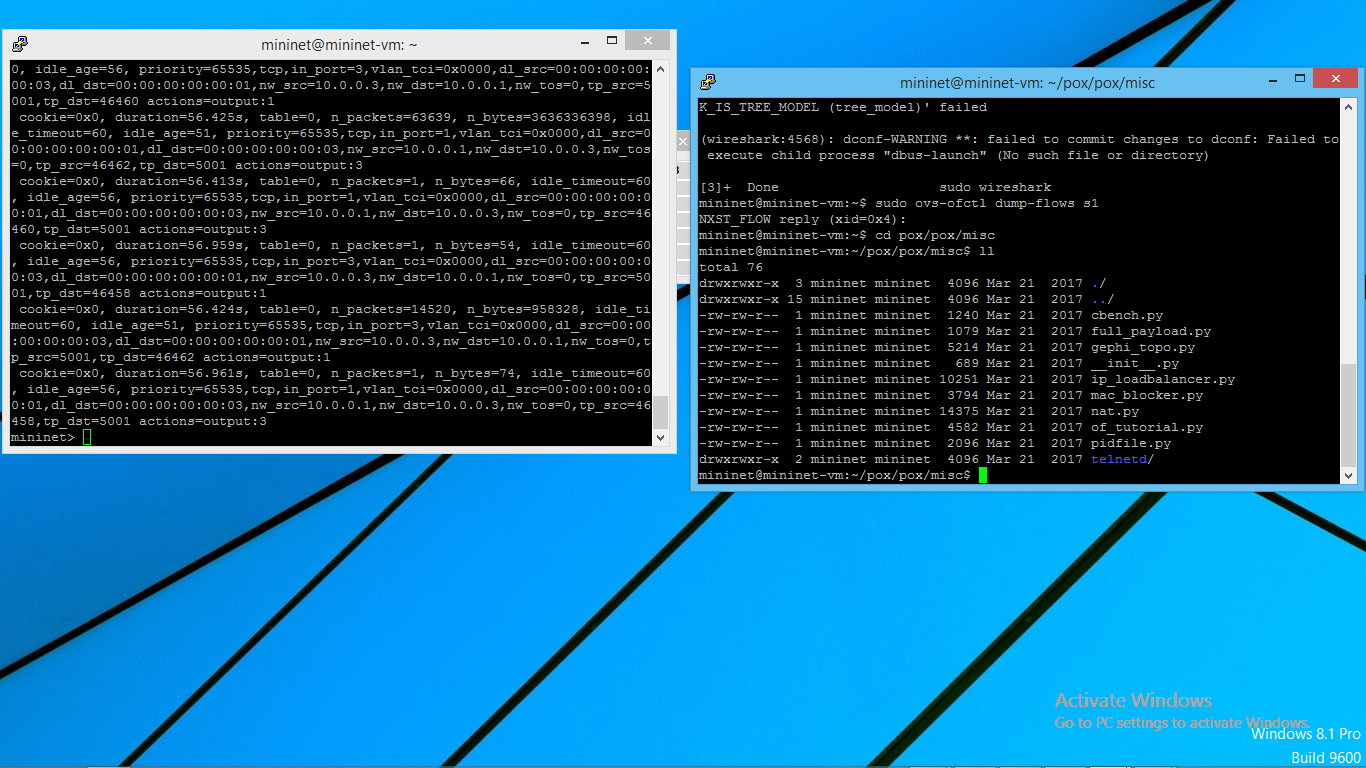 mininet@mininet-vm: ~
0, idle_age=56, priority=65535,tcp,in_port=3,vlan_tci=0x0000,dl_src=00:00:00:00:
00:03,dl_dst=00:00:00:00:00:01,nw_src=10.0.0.3,nw_dst=10.0.0.1,nw_tos=0,tp_src=5
001,tp_dst=46460 actions=output:1
 cookie=0x0, duration=56.425s, table=0, n_packets=63639, n_bytes=3636336398, idl
e_timeout=60, idle_age=51, priority=65535,tcp,in_port=1,vlan_tci=0x0000,dl_src=0
0:00:00:00:00:01,dl_dst=00:00:00:00:00:03,nw_src=10.0.0.1,nw_dst=10.0.0.3,nw_tos
=0,tp_src=46462,tp_dst=5001 actions=output:3
 cookie=0x0, duration=56.413s, table=0, n_packets=1, n_bytes=66, idle_timeout=60
, idle_age=56, priority=65535,tcp,in_port=1,vlan_tci=0x0000,dl_src=00:00:00:00:0
0:01,dl_dst=00:00:00:00:00:03,nw_src=10.0.0.1,nw_dst=10.0.0.3,nw_tos=0,tp_src=46
460,tp_dst=5001 actions=output:3
 cookie=0x0, duration=56.959s, table=0, n_packets=1, n_bytes=54, idle_timeout=60
, idle_age=56, priority=65535,tcp,in_port=3,vlan_tci=0x0000,dl_src=00:00:00:00:0
0:03,dl_dst=00:00:00:00:00:01,nw_src=10.0.0.3,nw_dst=10.0.0.1,nw_tos=0,tp_src=50
01,tp_dst=46458 actions=output:1
 cookie=0x0, duration=56.424s, table=0, n_packets=14520, n_bytes=958328, idle_ti
meout=60, idle_age=51, priority=65535,tcp,in_port=3,vlan_tci=0x0000,dl_src=00:00
:00:00:00:03,dl_dst=00:00:00:00:00:01,nw_src=10.0.0.3,nw_dst=10.0.0.1,nw_tos=0,t
p_src=5001,tp_dst=46462 actions=output:1
 cookie=0x0, duration=56.961s, table=0, n_packets=1, n_bytes=74, idle_timeout=60
, idle_age=56, priority=65535,tcp,in_port=1,vlan_tci=0x0000,dl_src=00:00:00:00:0
0:01,dl_dst=00:00:00:00:00:03,nw_src=10.0.0.1,nw_dst=10.0.0.3,nw_tos=0,tp_src=46
458,tp_dst=5001 actions=output:3
mininet>
mininet@mininet-vm: ~/pox/pox/misc
K_IS_TREE_MODEL (tree_model)' failed
(wireshark:4568): dconf-WARNING **: failed to commit changes to dconf: Failed to
 execute child process "dbus-launch" (No such file or directory)
[3]+  Done                    sudo wireshark
mininet@mininet-vm:~$ sudo ovs-ofctl dump-flows s1
NXST_FLOW reply (xid=0x4):
mininet@mininet-vm:~$ cd pox/pox/misc
mininet@mininet-vm:~/pox/pox/misc$ ll
total 76
drwxrwxr-x  3 mininet mininet  4096 Mar 21  2017 ./
drwxrwxr-x 15 mininet mininet  4096 Mar 21  2017 ../
-rw-rw-r--  1 mininet mininet  1240 Mar 21  2017 cbench.py
-rw-rw-r--  1 mininet mininet  1079 Mar 21  2017 full_payload.py
-rw-rw-r--  1 mininet mininet  5214 Mar 21  2017 gephi_topo.py
-rw-rw-r--  1 mininet mininet   689 Mar 21  2017 __init__.py
-rw-rw-r--  1 mininet mininet 10251 Mar 21  2017 ip_loadbalancer.py
-rw-rw-r--  1 mininet mininet  3794 Mar 21  2017 mac_blocker.py
-rw-rw-r--  1 mininet mininet 14375 Mar 21  2017 nat.py
-rw-rw-r--  1 mininet mininet  4582 Mar 21  2017 of_tutorial.py
-rw-rw-r--  1 mininet mininet  2096 Mar 21  2017 pidfile.py
drwxrwxr-x  2 mininet mininet  4096 Mar 21  2017 telnetd/
mininet@mininet-vm:~/pox/pox/misc$
Activate Windows
Go to PC settings to activate Windows.
Windows 8.1 Pro
Build 9600